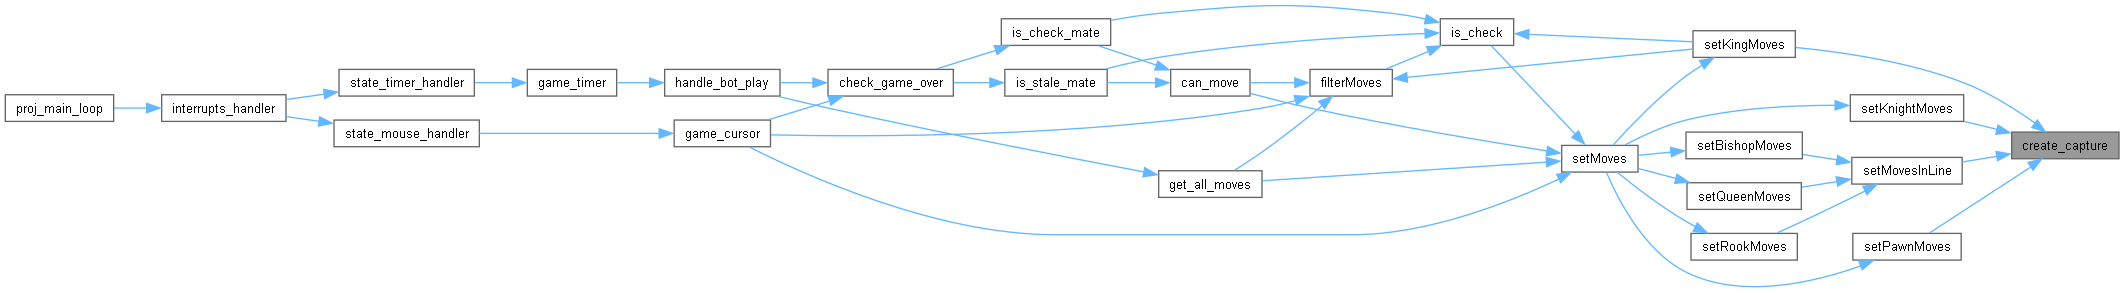 proj_main_loop
interrupts_handler
state_timer_handler
state_mouse_handler
game_timer
handle_bot_play
game_cursor
check_game_over
is_check_mate
is_stale_mate
can_move
get_all_moves
is_check
filterMoves
setMoves
setKingMoves
setKnightMoves
setBishopMoves
setMovesInLine
setQueenMoves
setRookMoves
setPawnMoves
create_capture